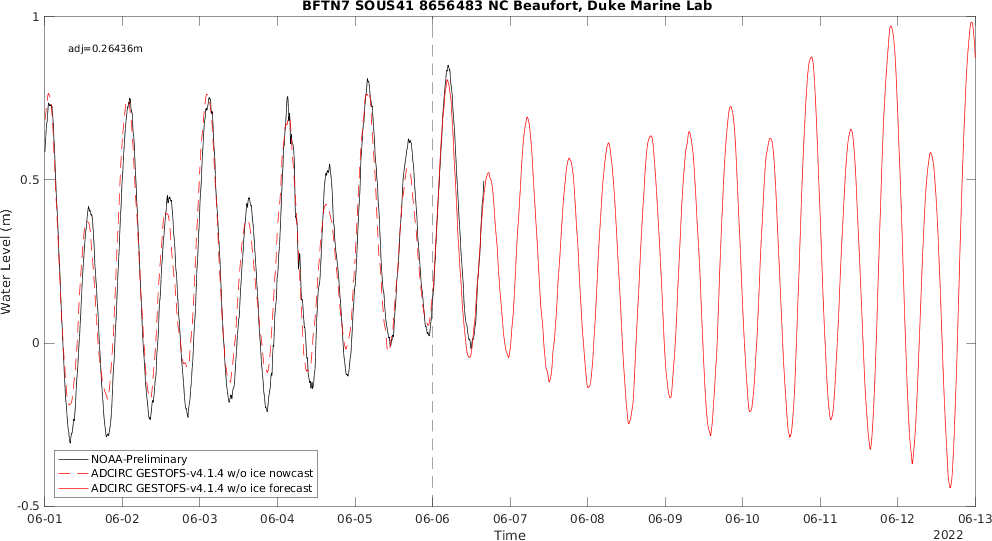 BFTN7 SOUS41 8656483 NC Beaufort, Duke Marine Lab
adj=0.26436m
Water Level (m)
1
0.5
0
-0.5
NOAA-Preliminary
ADCIRC GESTOFS-v4.1.4 w/o ice nowcast
ADCIRC GESTOFS-v4.1.4 w/o ice forecast
06-01 06-02 06-03 06-04 06-05 06-06 06-07 06-08 06-09 06-10 06-11 06-12 06-13
Time
2022